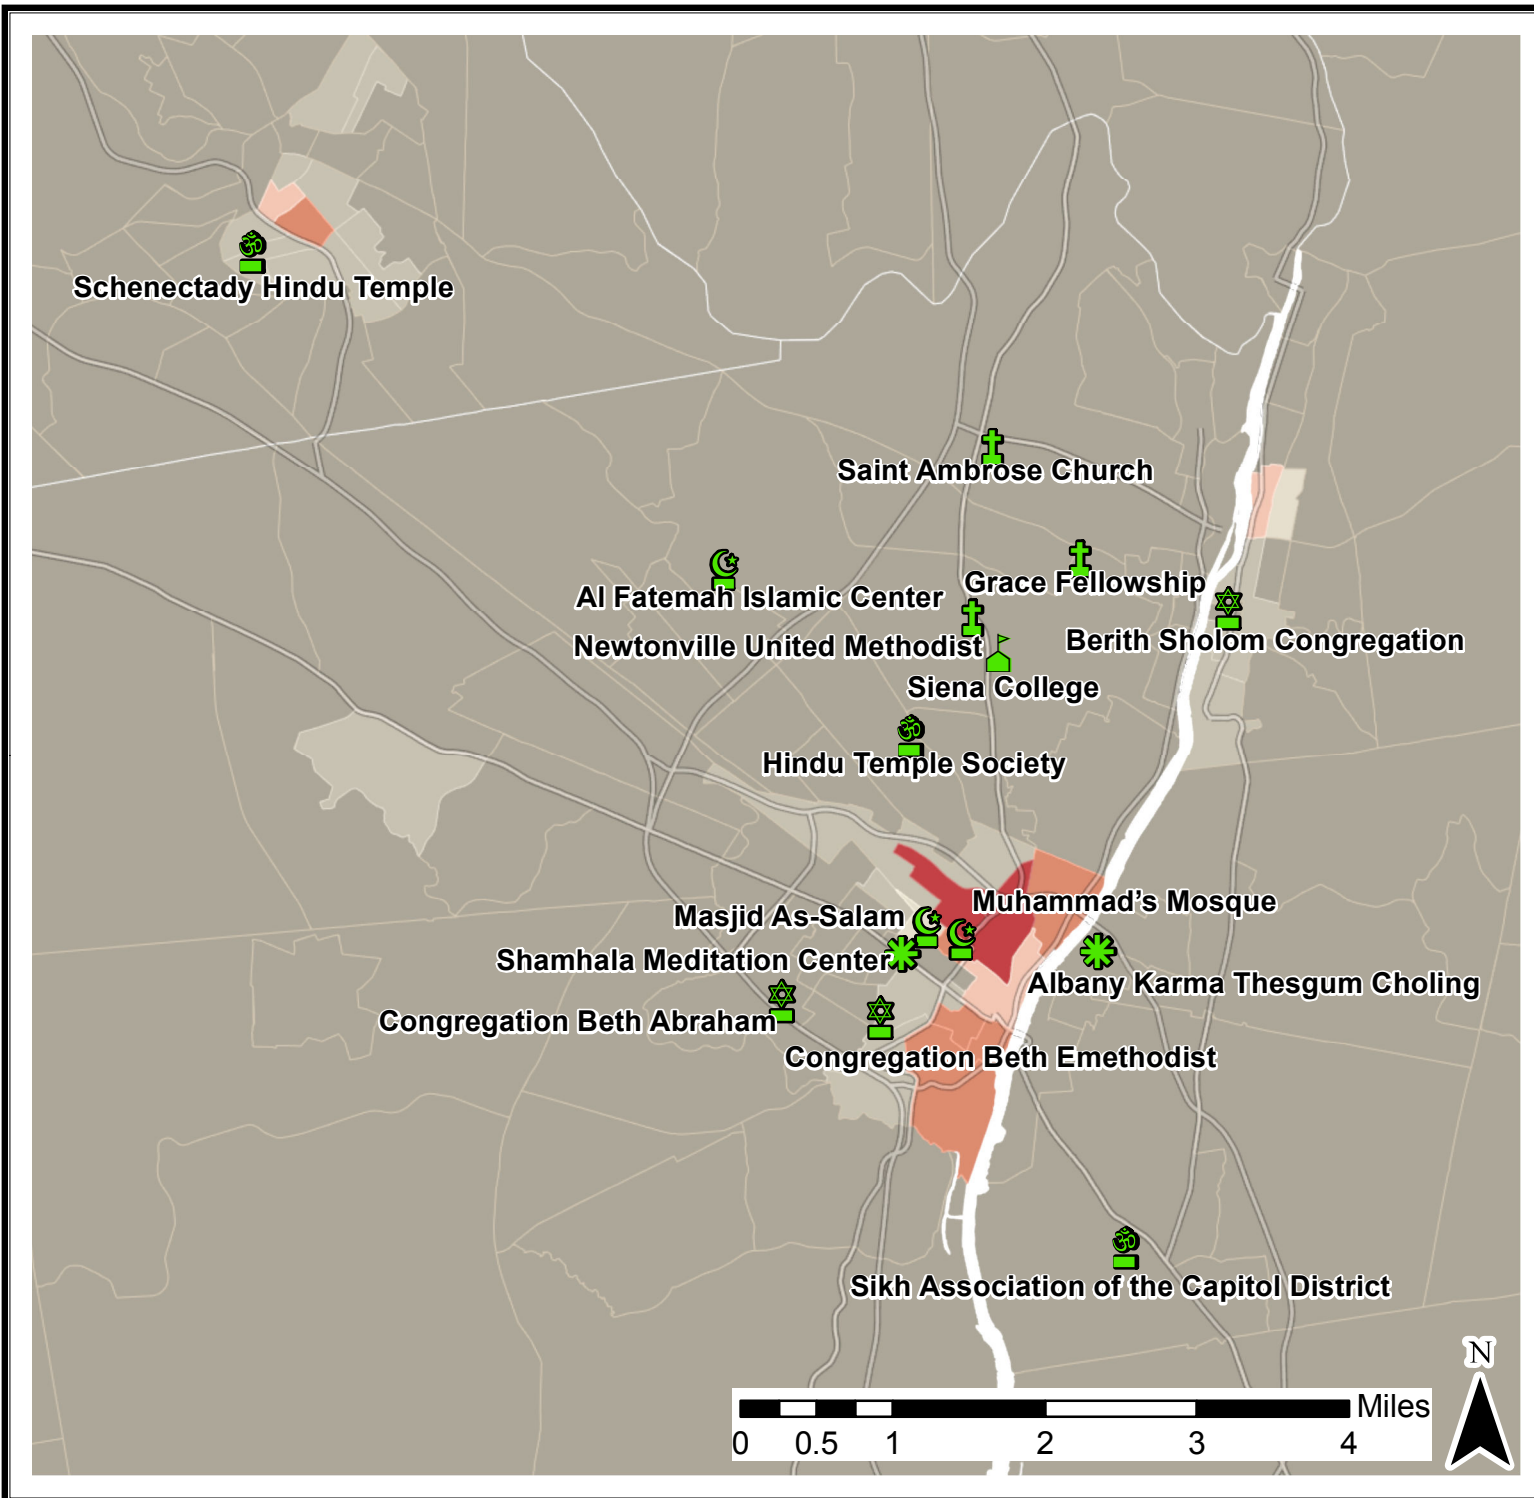 Schenectady Hindu Temple
Saint Ambrose Church
Grace Fellowship
Al Fatemah Islamic Center
Newtonville United Methodist
Berith Sholom Congregation
Siena College
Hindu Temple Society
Muhammad's Mosque
Masjid As-Salam
Shamhala Meditation Center
Albany Karma Thesgum Choling
Congregation Beth Abraham
Congregation Beth Emethodist
Sikh Association of the Capitol District
N
Miles
0 0.5 1 2 3 4